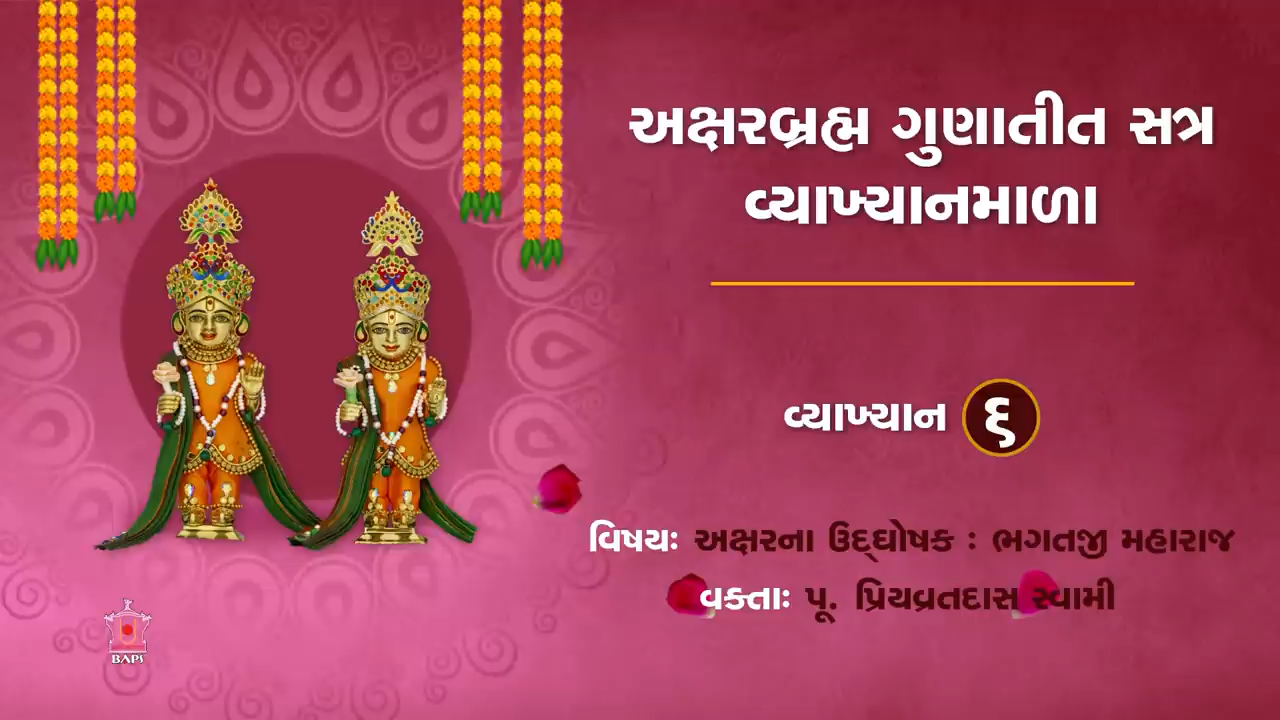 અક્ષરબ્રહ્મ ગુણાતીત સત્ર
વ્યાખ્યાનમાળા
વ્યાખ્યાન ૬
વિષયઃ અક્ષરના ઉદ્‌ઘોષક : ભગતજી મહારાજ
વક્તાઃ પૂ. પ્રિયવ્રતદાસ સ્વામી
BAPS